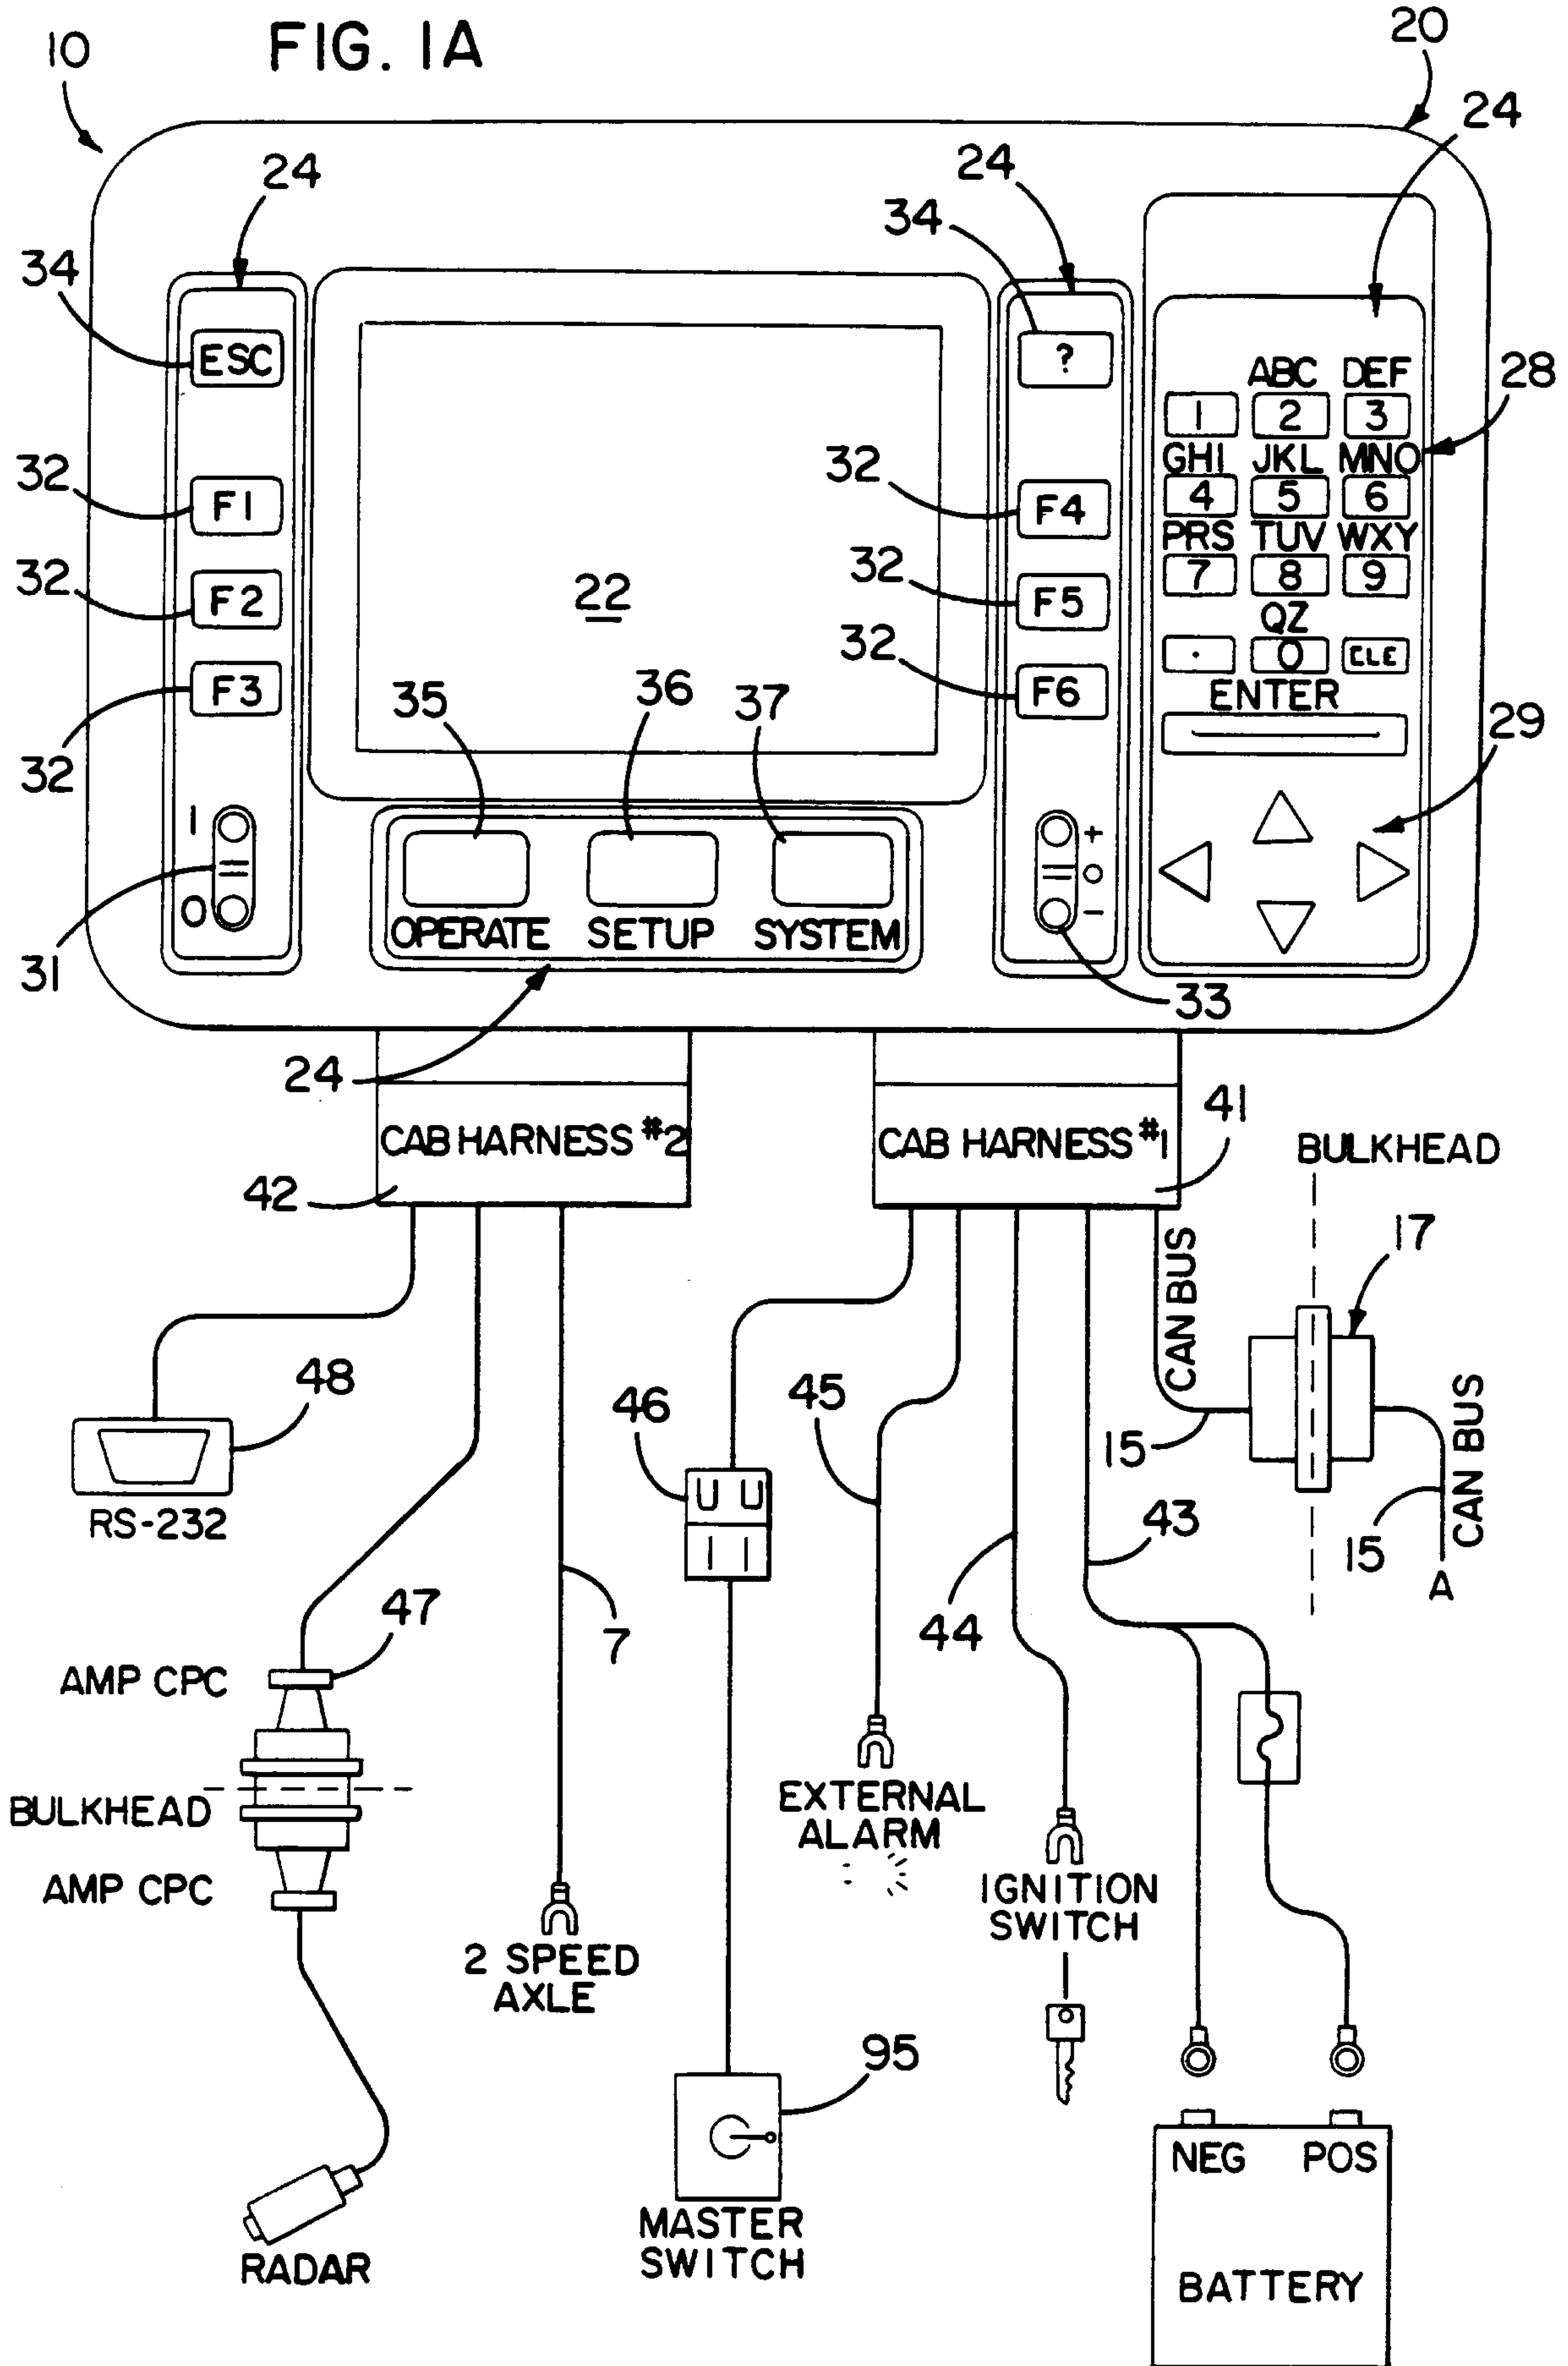 FIG. 1A
10
20
24
24
24
34
34
ESC
?
ABC DEF
28
1 2 3
GHI JKL MNO
32
F1
32
F4
4 5 6
PRS TUV WXY
32
F2
22
32
F5
7 8 9
QZ
32
F3
35
36
37
32
F6
. 0 CLE
ENTER
29
1
0
31
+
-
33
OPERATE SETUP SYSTEM
24
CAB HARNESS #2
42
CAB HARNESS #1
41
BULKHEAD
17
CAN BUS
15
CAN BUS
15
A
48
RS-232
46
45
44
43
7
47
AMP CPC
BULKHEAD
AMP CPC
EXTERNAL
ALARM
IGNITION
SWITCH
2 SPEED
AXLE
95
MASTER
SWITCH
RADAR
NEG POS
BATTERY